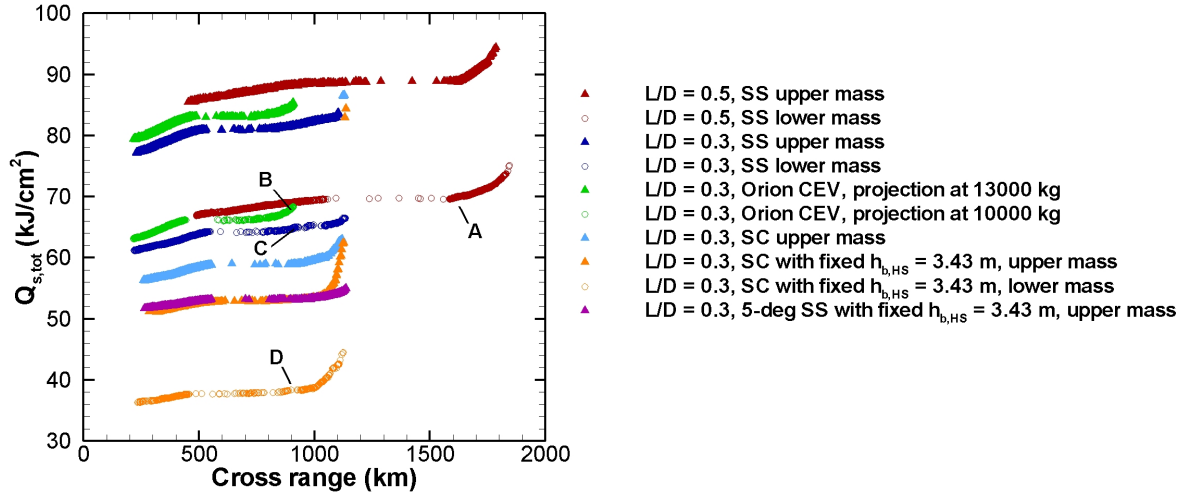 100
90
80
70
60
50
40
30
Q_s,tot (kJ/cm²)
0
500
1000
1500
2000
Cross range (km)
A
B
C
D
L/D = 0.5, SS upper mass
L/D = 0.5, SS lower mass
L/D = 0.3, SS upper mass
L/D = 0.3, SS lower mass
L/D = 0.3, Orion CEV, projection at 13000 kg
L/D = 0.3, Orion CEV, projection at 10000 kg
L/D = 0.3, SC upper mass
L/D = 0.3, SC with fixed h_b,HS = 3.43 m, upper mass
L/D = 0.3, SC with fixed h_b,HS = 3.43 m, lower mass
L/D = 0.3, 5-deg SS with fixed h_b,HS = 3.43 m, upper mass